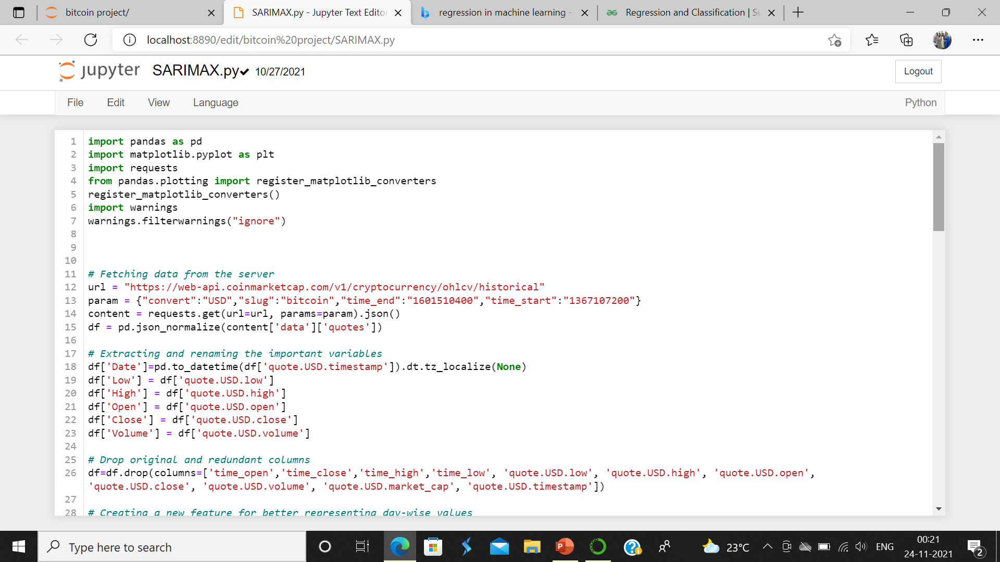 bitcoin project/
SARIMAX.py - Jupyter Text Editor
regression in machine learning -
Regression and Classification | Su
localhost:8890/edit/bitcoin%20project/SARIMAX.py
jupyter SARIMAX.py 10/27/2021
Logout
File Edit View Language Python
1 import pandas as pd
2 import matplotlib.pyplot as plt
3 import requests
4 from pandas.plotting import register_matplotlib_converters
5 register_matplotlib_converters()
6 import warnings
7 warnings.filterwarnings("ignore")
8
9
10
11 # Fetching data from the server
12 url = "https://web-api.coinmarketcap.com/v1/cryptocurrency/ohlcv/historical"
13 param = {"convert":"USD","slug":"bitcoin","time_end":"1601510400","time_start":"1367107200"}
14 content = requests.get(url=url, params=param).json()
15 df = pd.json_normalize(content['data']['quotes'])
16
17 # Extracting and renaming the important variables
18 df['Date']=pd.to_datetime(df['quote.USD.timestamp']).dt.tz_localize(None)
19 df['Low'] = df['quote.USD.low']
20 df['High'] = df['quote.USD.high']
21 df['Open'] = df['quote.USD.open']
22 df['Close'] = df['quote.USD.close']
23 df['Volume'] = df['quote.USD.volume']
24
25 # Drop original and redundant columns
26 df=df.drop(columns=['time_open','time_close','time_high','time_low', 'quote.USD.low', 'quote.USD.high', 'quote.USD.open',
'quote.USD.close', 'quote.USD.volume', 'quote.USD.market_cap', 'quote.USD.timestamp'])
27
28 # Creating a new feature for better representing day-wise values
Type here to search
23°C
ENG
00:21
24-11-2021
2